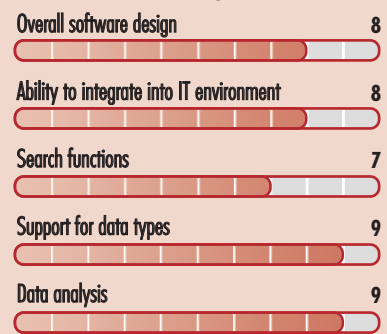 Overall software design 8
Ability to integrate into IT environment 8
Search functions 7
Support for data types 9
Data analysis 9